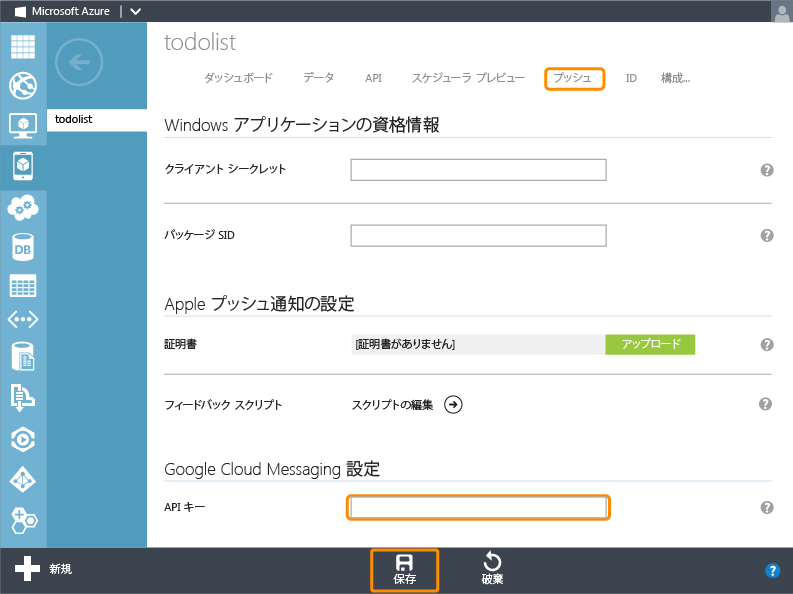 Microsoft Azure
todolist
todolist
ダッシュボード データ API スケジューラ プレビュー プッシュ ID 構成...
Windows アプリケーションの資格情報
クライアント シークレット
?
パッケージ SID
?
Apple プッシュ通知の設定
証明書 [証明書がありません] アップロード
?
フィードバック スクリプト スクリプトの編集
?
Google Cloud Messaging 設定
API キー
?
DB
新規
保存
破棄
?